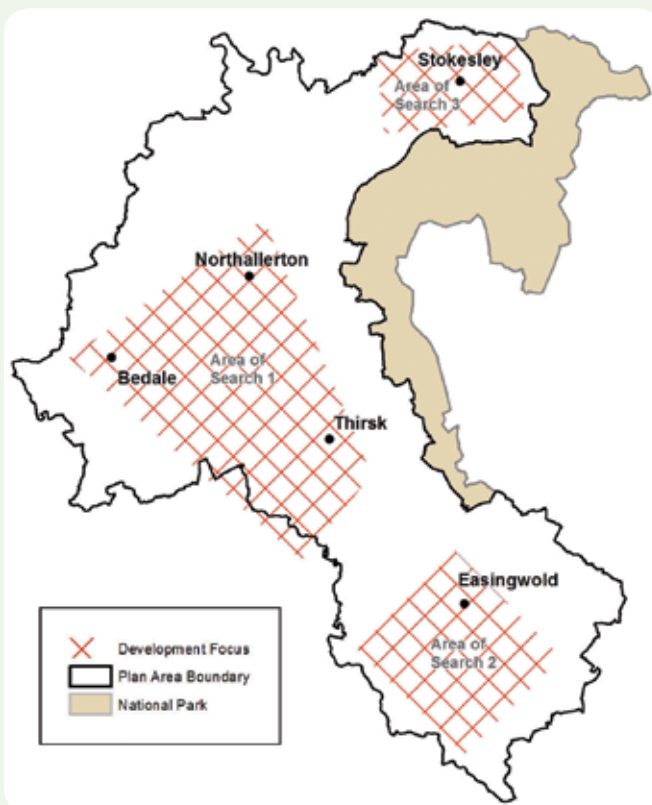 Stokesley
Area of
Search 3
Northallerton
Area of
Search 1
Bedale
Thirsk
Easingwold
Area of
Search 2
Development Focus
Plan Area Boundary
National Park